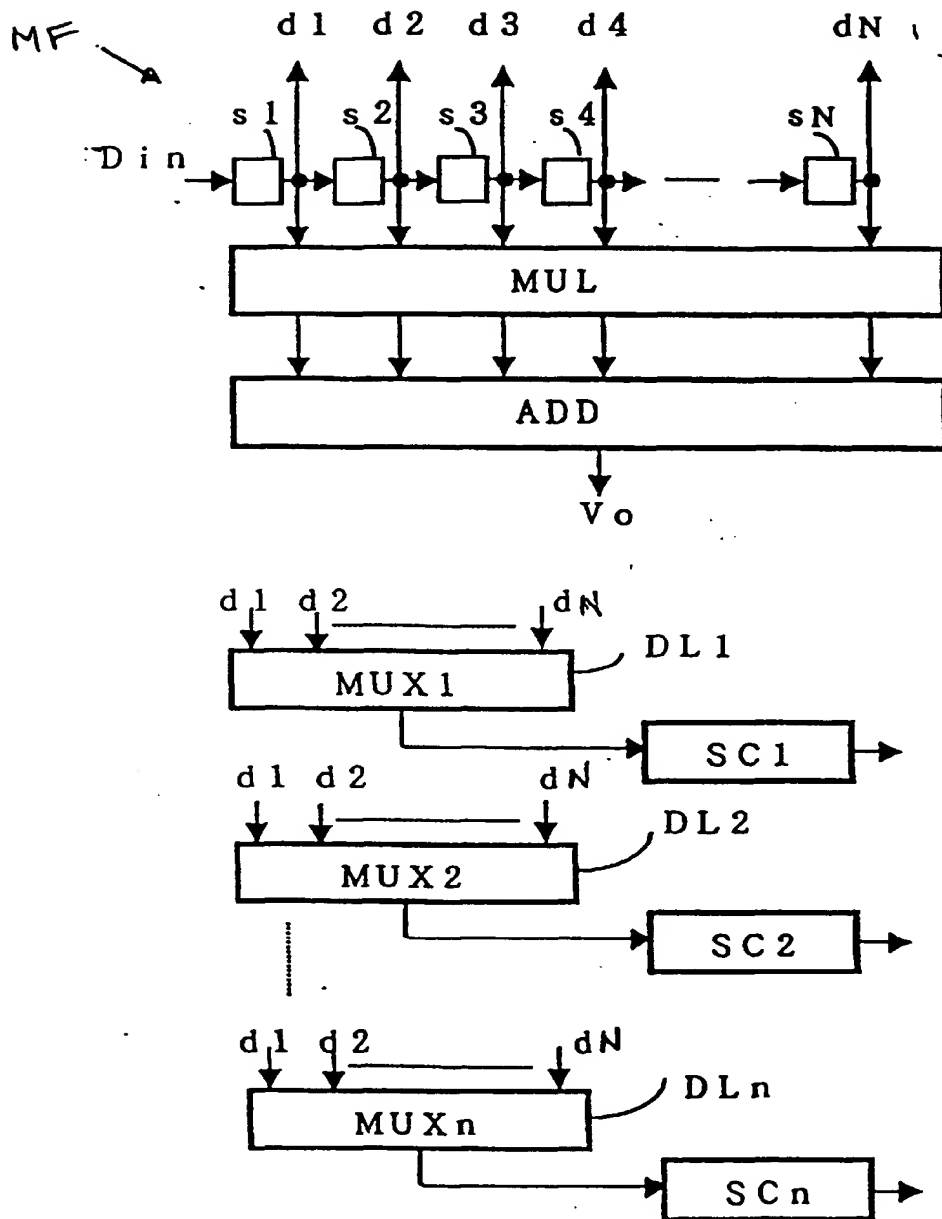 d1 d2 d3 d4 dN
MF
s1 s2 s3 s4 sN
Din
MUL
ADD
Vo
d1 d2 dN
DL1
MUX1
SC1
d1 d2 dN
DL2
MUX2
SC2
d1 d2 dN
DLn
MUXn
SCn